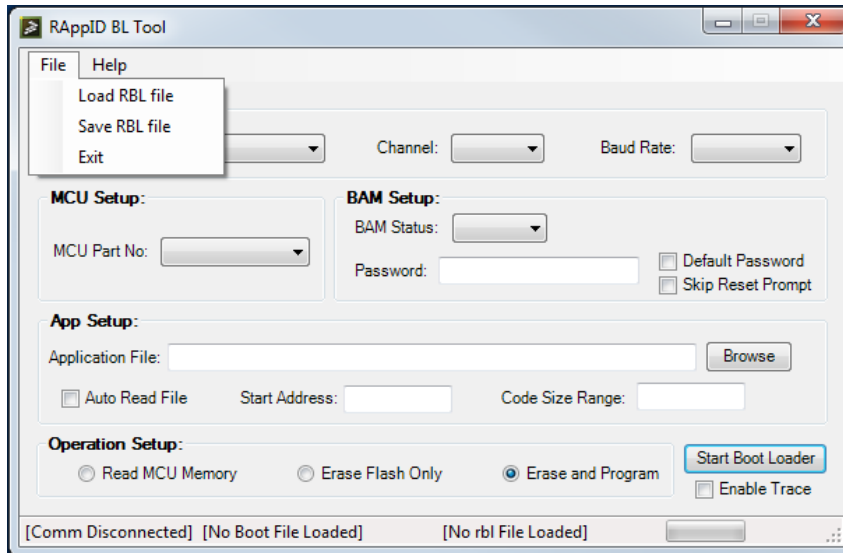 RAppID BL Tool
File Help
Load RBL file
Save RBL file
Exit
Channel: Baud Rate:
MCU Setup: BAM Setup:
BAM Status:
MCU Part No:
Password:
Default Password
Skip Reset Prompt
App Setup:
Application File: Browse
Auto Read File Start Address: Code Size Range:
Operation Setup:
Read MCU Memory Erase Flash Only Erase and Program
Start Boot Loader
Enable Trace
[Comm Disconnected] [No Boot File Loaded] [No rbl File Loaded]